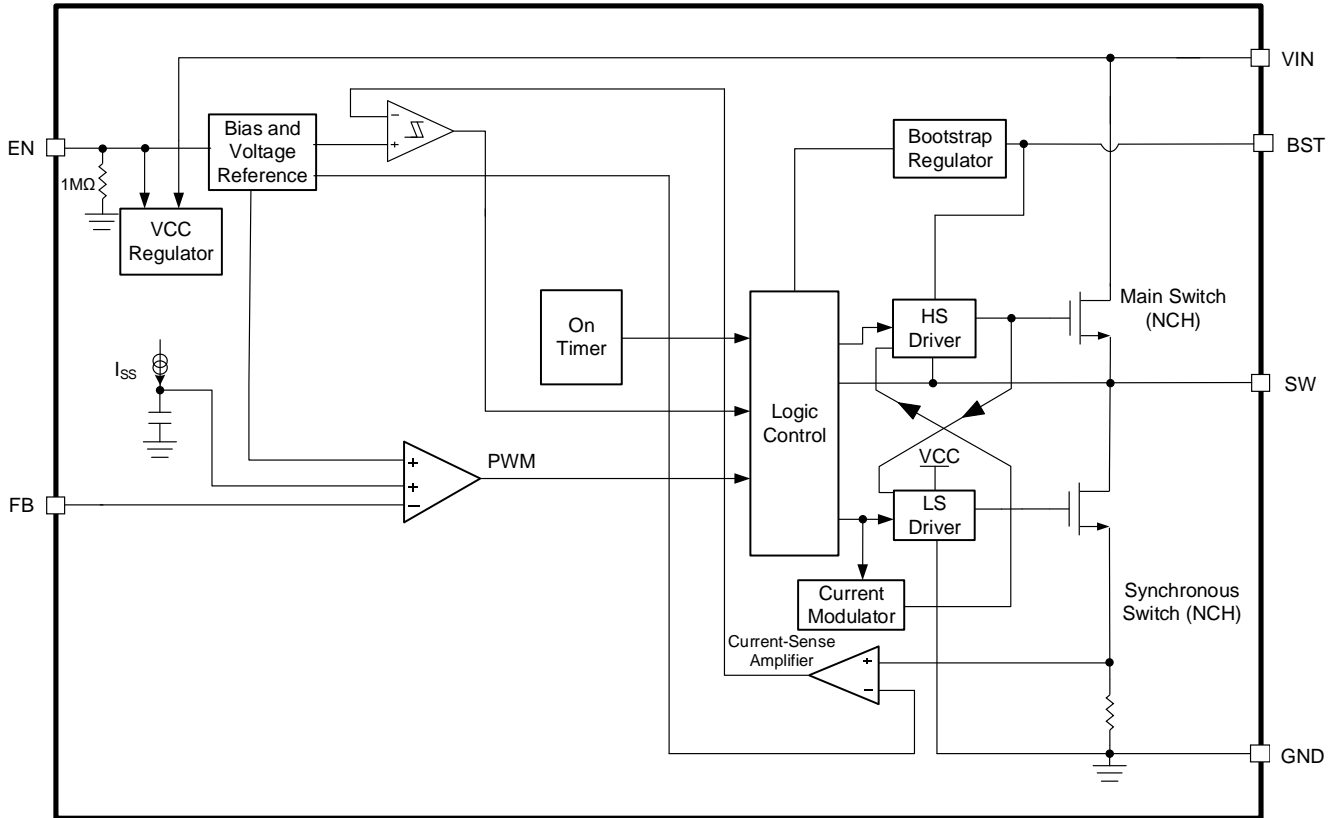 VIN
Bias and
Voltage
Reference
−
+
Bootstrap
Regulator
BST
EN
1MΩ
VCC
Regulator
On
Timer
HS
Driver
Main Switch
(NCH)
ISS
SW
Logic
Control
VCC
PWM
+
+
−
FB
LS
Driver
Current
Modulator
Synchronous
Switch (NCH)
Current-Sense
Amplifier
+
−
GND